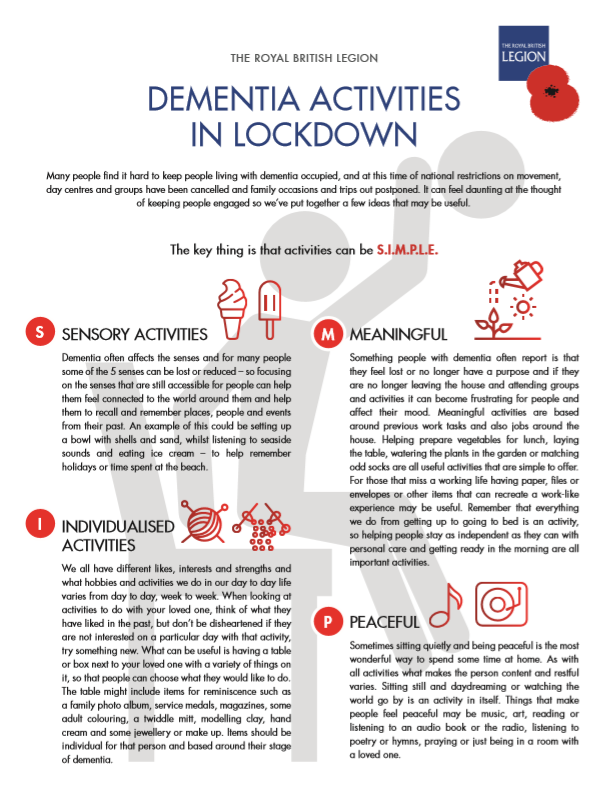 THE ROYAL BRITISH LEGION
THE ROYAL BRITISH
LEGION
DEMENTIA ACTIVITIES
IN LOCKDOWN
Many people find it hard to keep people living with dementia occupied, and at this time of national restrictions on movement,
day centres and groups have been cancelled and family occasions and trips out postponed. It can feel daunting at the thought
of keeping people engaged so we've put together a few ideas that may be useful.
The key thing is that activities can be S.I.M.P.L.E.
S
SENSORY ACTIVITIES
Dementia often affects the senses and for many people
some of the 5 senses can be lost or reduced – so focusing
on the senses that are still accessible for people can help
them feel connected to the world around them and help
them to recall and remember places, people and events
from their past. An example of this could be setting up
a bowl with shells and sand, whilst listening to seaside
sounds and eating ice cream – to help remember
holidays or time spent at the beach.
I
INDIVIDUALISED
ACTIVITIES
We all have different likes, interests and strengths and
what hobbies and activities we do in our day to day life
varies from day to day, week to week. When looking at
activities to do with your loved one, think of what they
have liked in the past, but don't be disheartened if they
are not interested on a particular day with that activity,
try something new. What can be useful is having a table
or box next to your loved one with a variety of things on
it, so that people can choose what they would like to do.
The table might include items for reminiscence such as
a family photo album, service medals, magazines, some
adult colouring, a twiddle mitt, modelling clay, hand
cream and some jewellery or make up. Items should be
individual for that person and based around their stage
of dementia.
M
MEANINGFUL
Something people with dementia often report is that
they feel lost or no longer have a purpose and if they
are no longer leaving the house and attending groups
and activities it can become frustrating for people and
affect their mood. Meaningful activities are based
around previous work tasks and also jobs around the
house. Helping prepare vegetables for lunch, laying
the table, watering the plants in the garden or matching
odd socks are all useful activities that are simple to offer.
For those that miss a working life having paper, files or
envelopes or other items that can recreate a work-like
experience may be useful. Remember that everything
we do from getting up to going to bed is an activity,
so helping people stay as independent as they can with
personal care and getting ready in the morning are all
important activities.
P
PEACEFUL
Sometimes sitting quietly and being peaceful is the most
wonderful way to spend some time at home. As with
all activities what makes the person content and restful
varies. Sitting still and daydreaming or watching the
world go by is an activity in itself. Things that make
people feel peaceful may be music, art, reading or
listening to an audio book or the radio, listening to
poetry or hymns, praying or just being in a room with
a loved one.